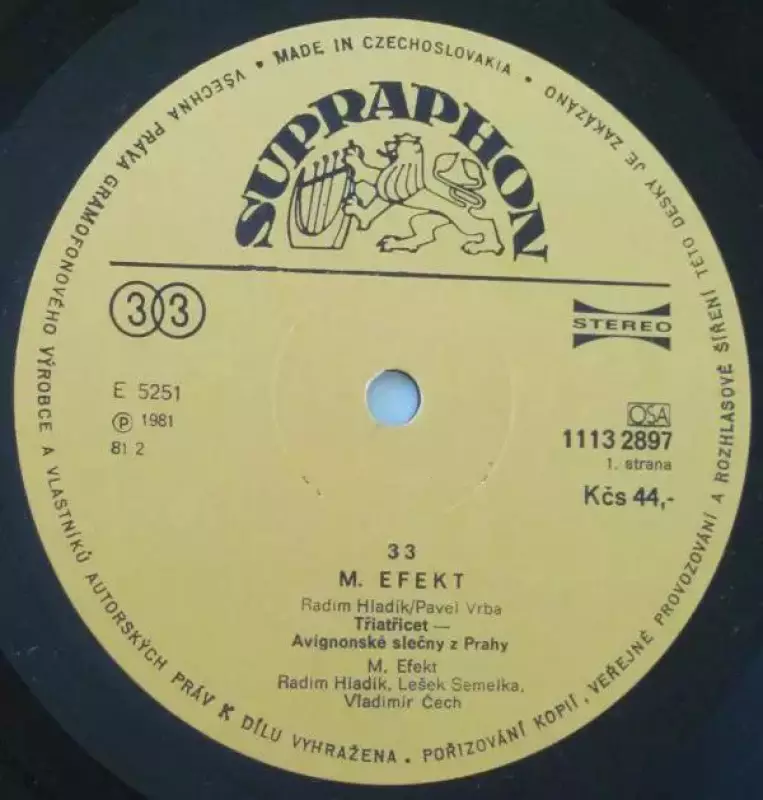 • MADE IN CZECHOSLOVAKIA •
VŠECHNA PRÁVA GRAMOFONOVÉHO VÝROBCE A VLASTNÍKŮ AUTORSKÝCH PRÁV K DÍLU VYHRAŽENA • POŘIZOVÁNÍ KOPIÍ, VEŘEJNÉ PROVOZOVÁNÍ A ROZHLASOVÉ ŠÍŘENÍ TÉTO DESKY JE ZAKÁZÁNO
SUPRAPHON
33
STEREO
E 5251
℗ 1981
81 2
OSA
1113 2897
1. strana
Kčs 44,-
33
M. EFEKT
Radim Hladík/Pavel Vrba
Třiatřicet —
Avignonské slečny z Prahy
M. Efekt
Radim Hladík, Lešek Semelka,
Vladimír Čech